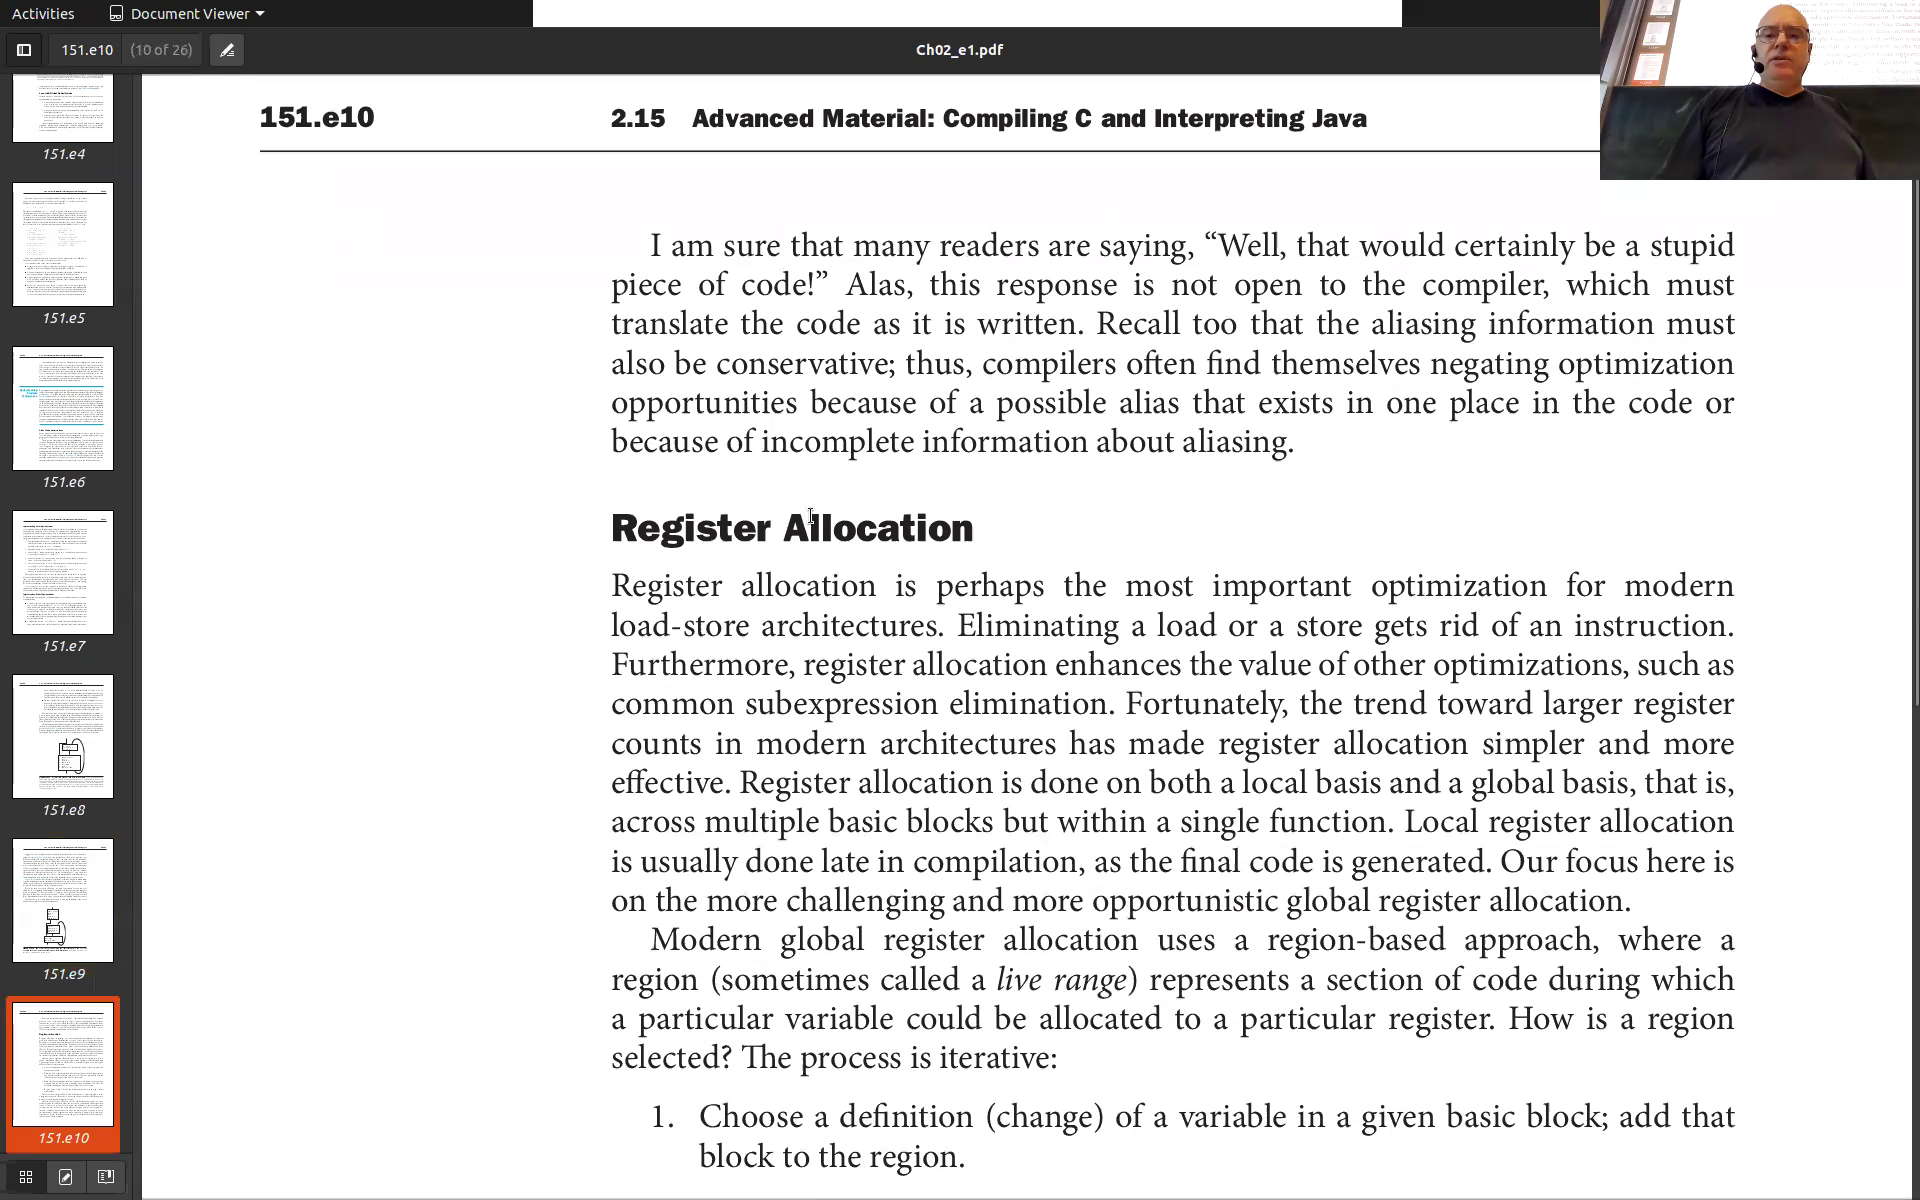 Activities
Document Viewer
151.e10
(10 of 26)
Ch02_e1.pdf
151.e4
151.e5
151.e6
151.e7
151.e8
151.e9
151.e10
151.e10 2.15 Advanced Material: Compiling C and Interpreting Java
I am sure that many readers are saying, “Well, that would certainly be a stupid
piece of code!” Alas, this response is not open to the compiler, which must
translate the code as it is written. Recall too that the aliasing information must
also be conservative; thus, compilers often find themselves negating optimization
opportunities because of a possible alias that exists in one place in the code or
because of incomplete information about aliasing.
Register Allocation
Register allocation is perhaps the most important optimization for modern
load-store architectures. Eliminating a load or a store gets rid of an instruction.
Furthermore, register allocation enhances the value of other optimizations, such as
common subexpression elimination. Fortunately, the trend toward larger register
counts in modern architectures has made register allocation simpler and more
effective. Register allocation is done on both a local basis and a global basis, that is,
across multiple basic blocks but within a single function. Local register allocation
is usually done late in compilation, as the final code is generated. Our focus here is
on the more challenging and more opportunistic global register allocation.
Modern global register allocation uses a region-based approach, where a
region (sometimes called a live range) represents a section of code during which
a particular variable could be allocated to a particular register. How is a region
selected? The process is iterative:
1. Choose a definition (change) of a variable in a given basic block; add that
block to the region.